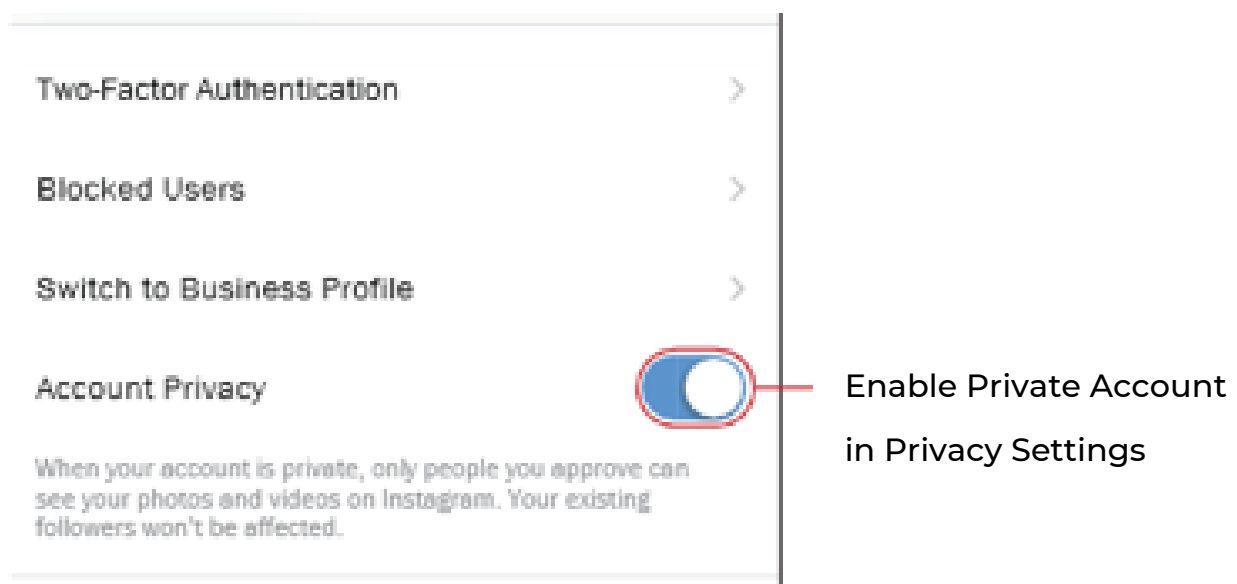 Two-Factor Authentication
Blocked Users
Switch to Business Profile
Account Privacy
Enable Private Account
in Privacy Settings
When your account is private, only people you approve can
see your photos and videos on Instagram. Your existing
followers won't be affected.